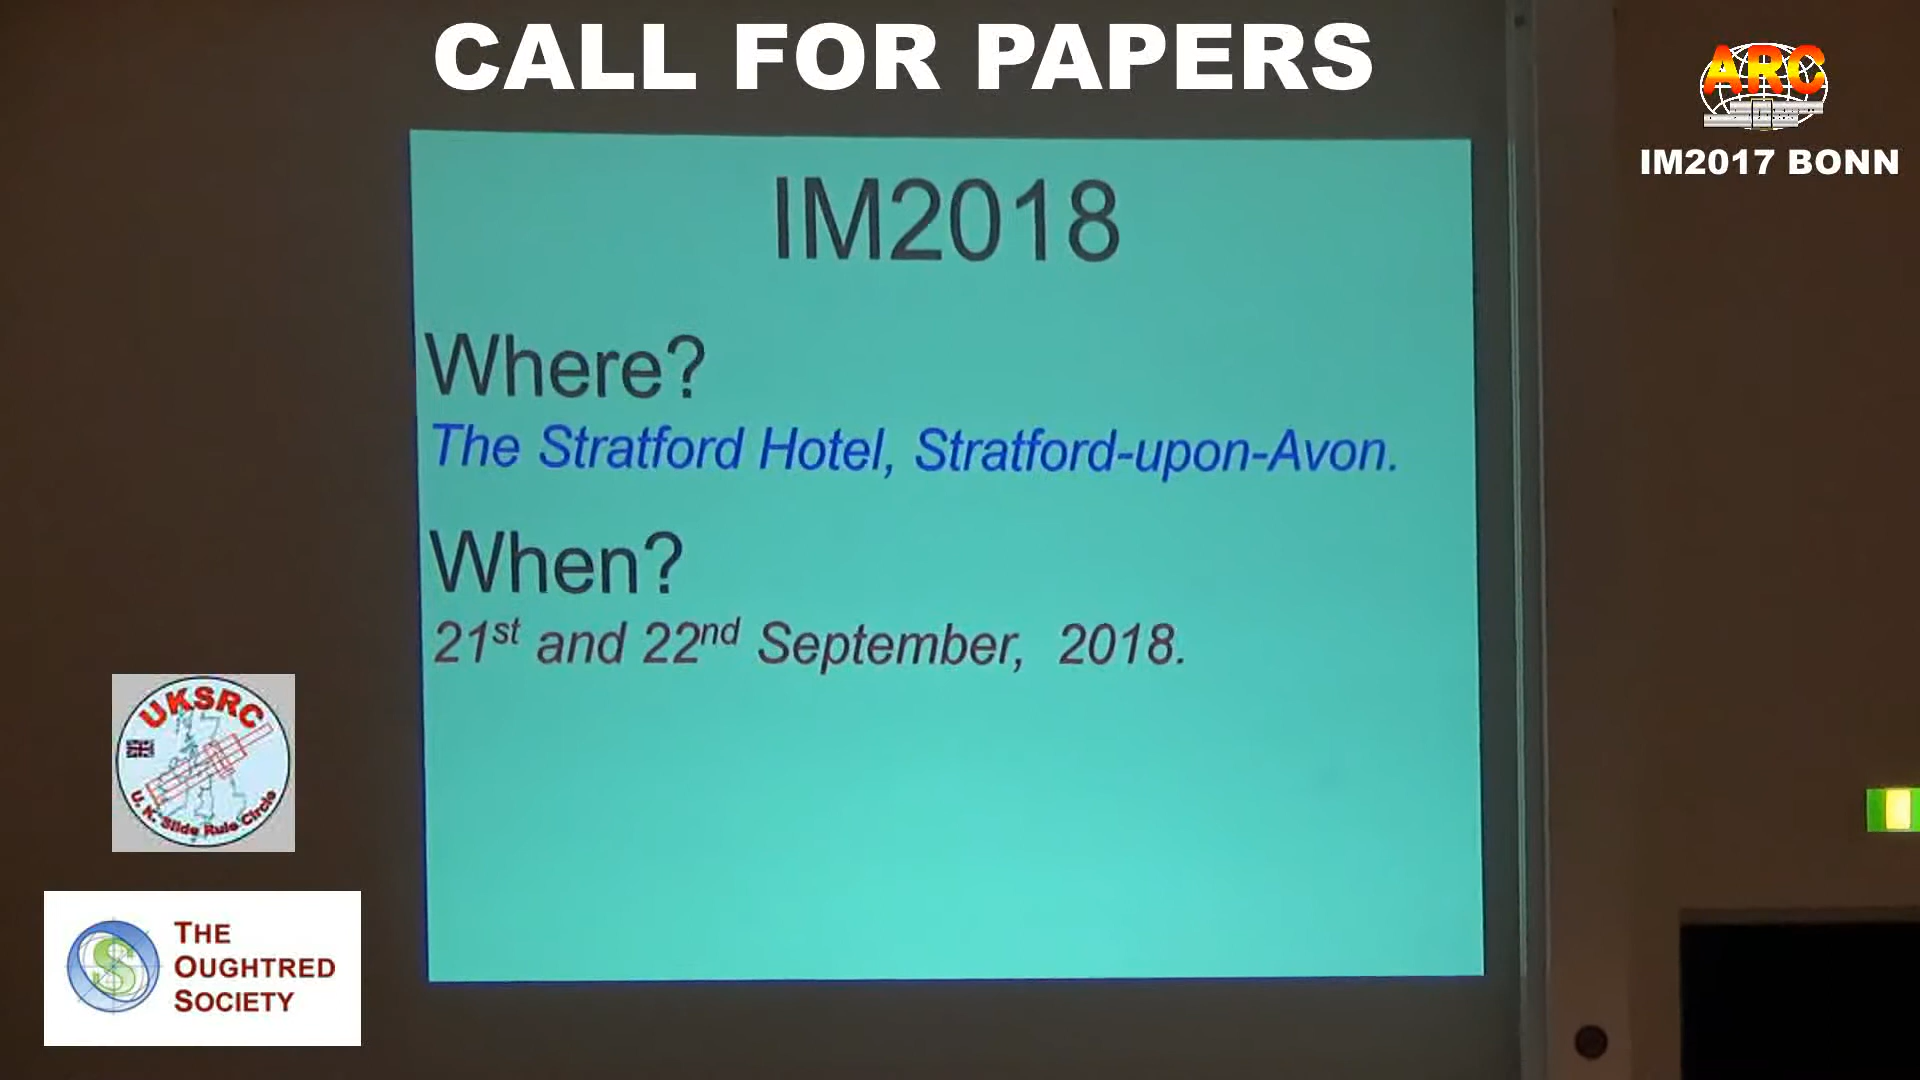 CALL FOR PAPERS
ARC
IM2017 BONN
IM2018
Where?
The Stratford Hotel, Stratford-upon-Avon.
When?
21st and 22nd September, 2018.
UKSRC
U. K. Slide Rule Circle
THE
OUGHTRED
SOCIETY